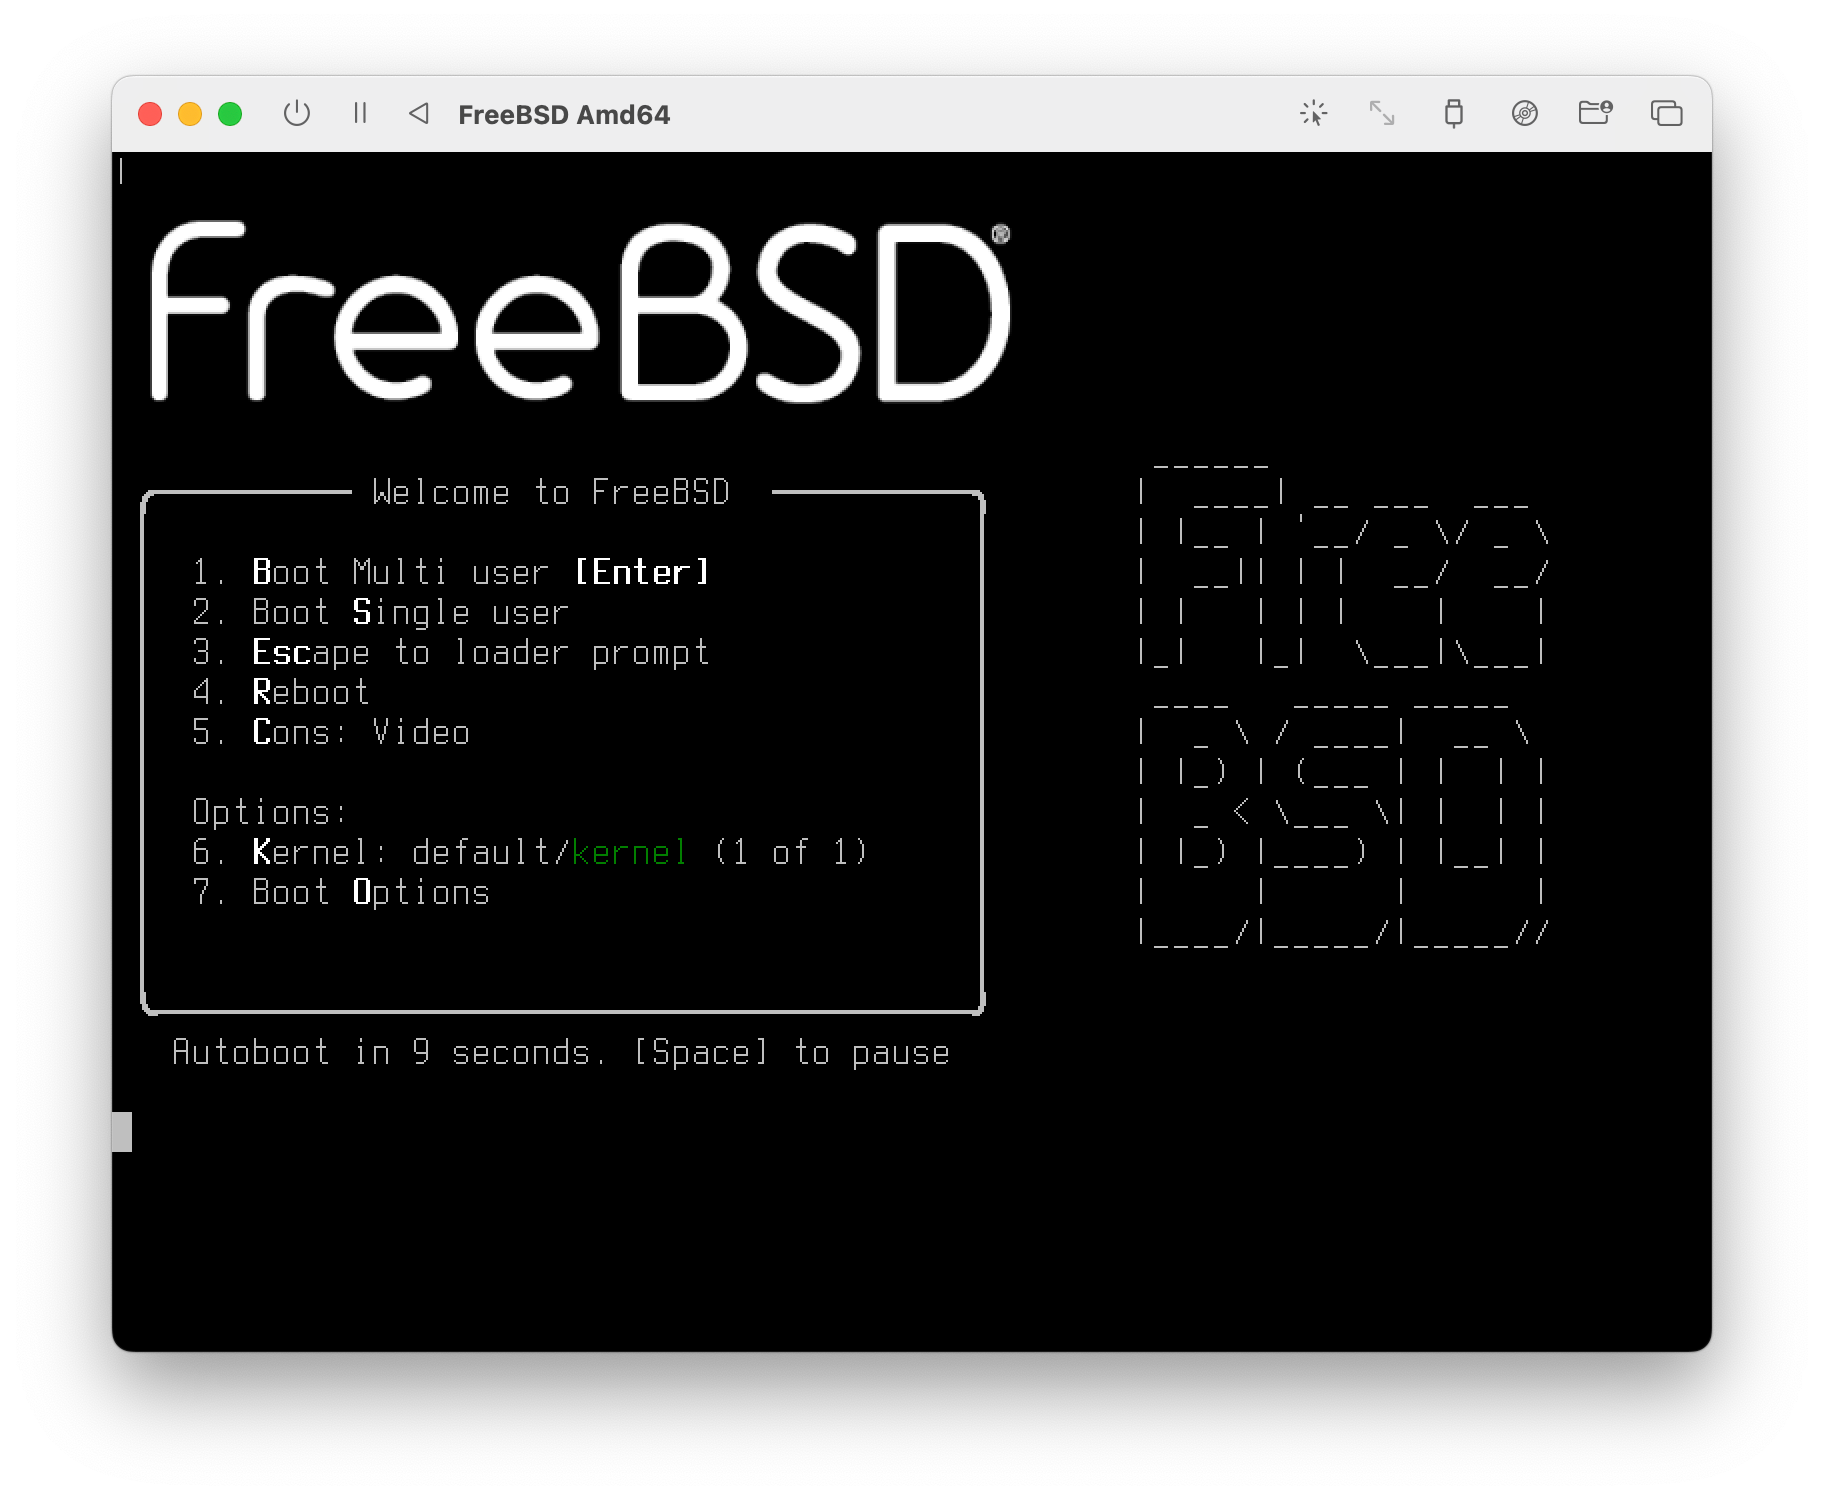 FreeBSD Amd64
FreeBSD®
Welcome to FreeBSD
1. Boot Multi user [Enter]
2. Boot Single user
3. Escape to loader prompt
4. Reboot
5. Cons: Video
Options:
6. Kernel: default/kernel (1 of 1)
7. Boot Options
Autoboot in 9 seconds. [Space] to pause
Free
BSD